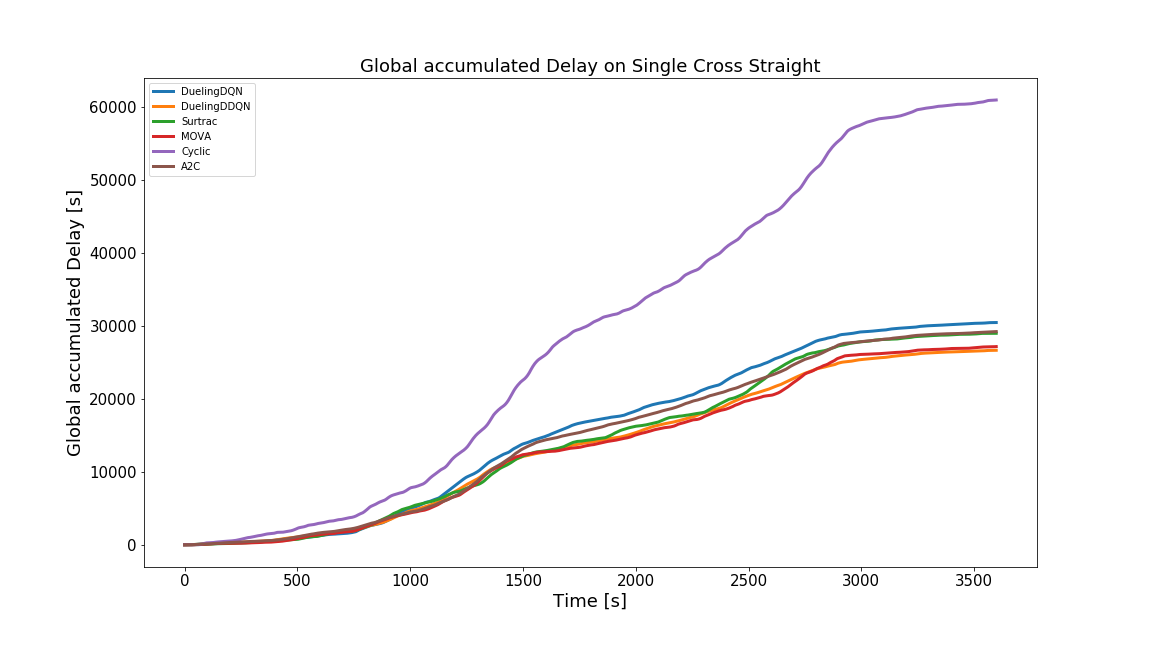 Global accumulated Delay on Single Cross Straight
DuelingDQN
DuelingDDQN
Surtrac
MOVA
Cyclic
A2C
Global accumulated Delay [s]
60000
50000
40000
30000
20000
10000
0
0 500 1000 1500 2000 2500 3000 3500
Time [s]